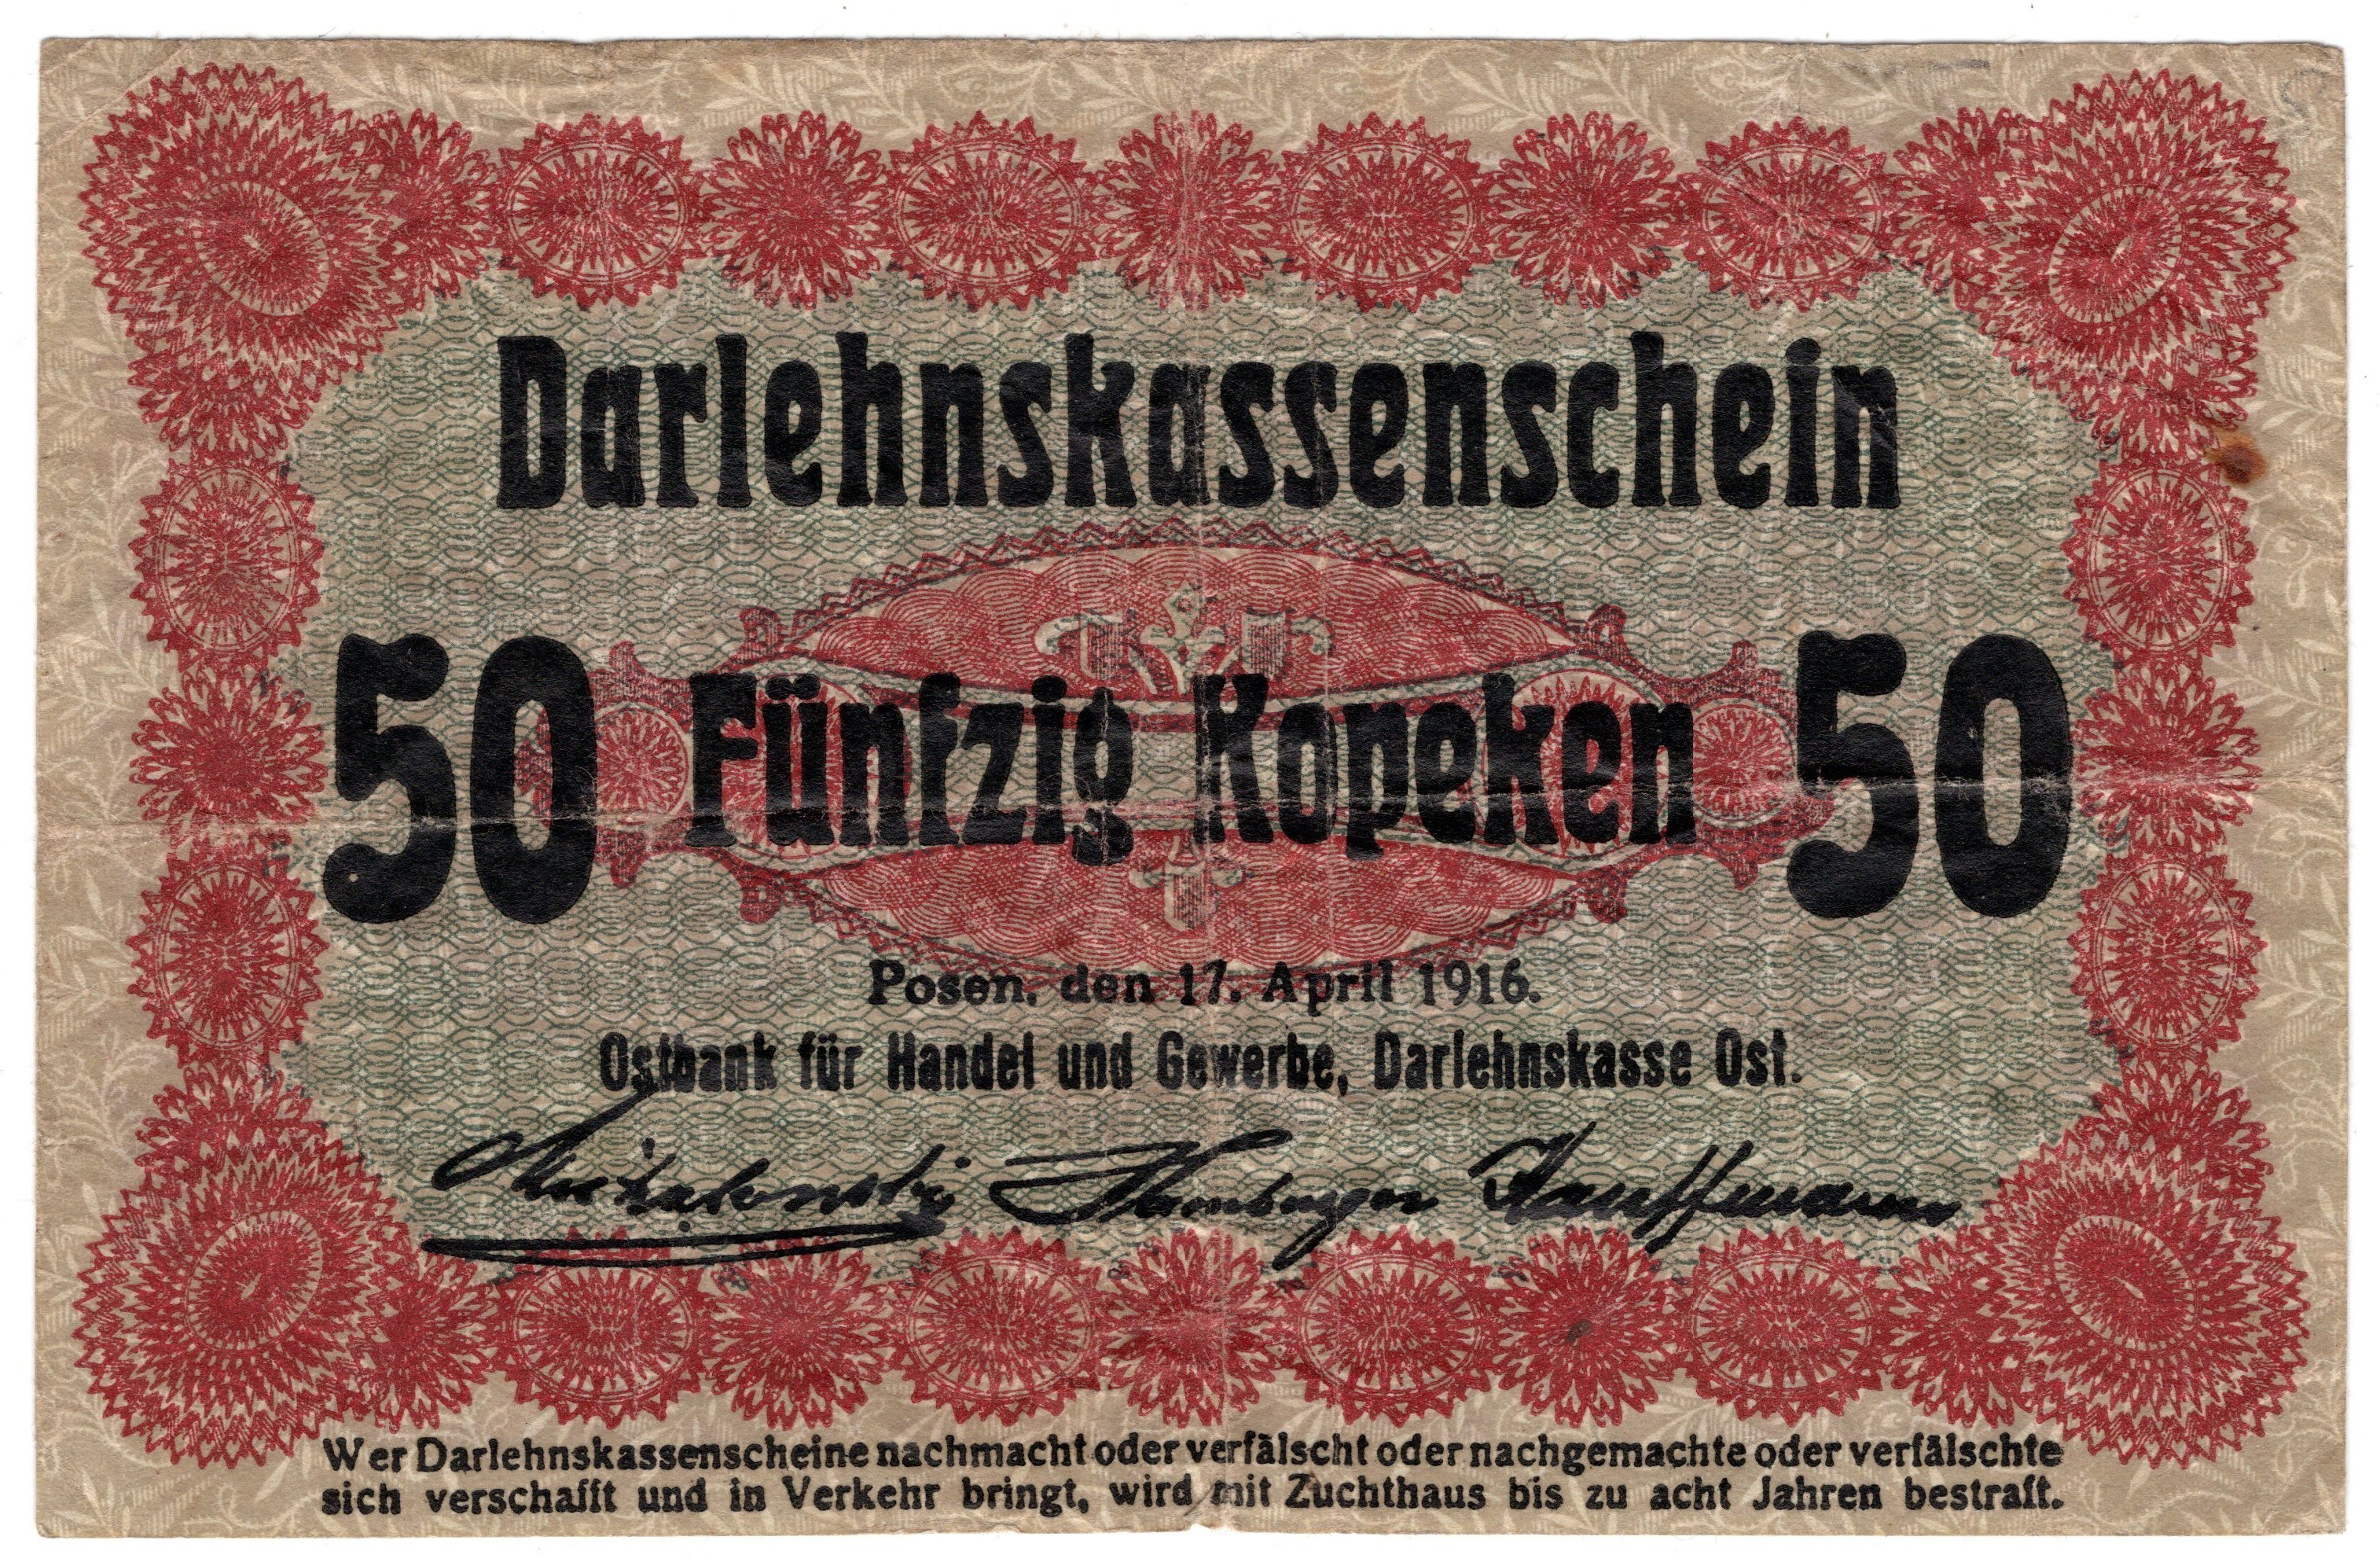 Darlehnskassenschein
50 Fünfzig Kopeken 50
Posen, den 17. April 1916.
Ostbank für Handel und Gewerbe, Darlehnskasse Ost.
Hamburger Kauffmann
Wer Darlehnskassenscheine nachmacht oder verfälscht oder nachgemachte oder verfälschte
sich verschafft und in Verkehr bringt, wird mit Zuchthaus bis zu acht Jahren bestraft.